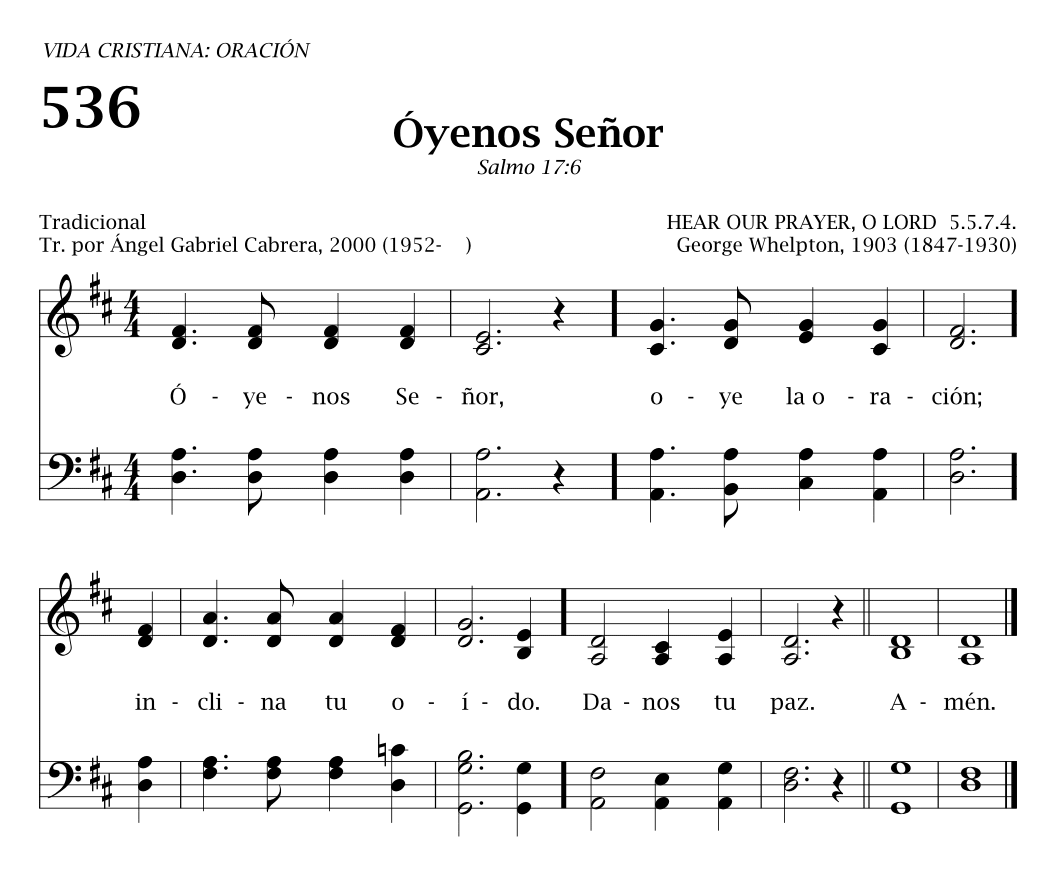 VIDA CRISTIANA: ORACIÓN
536
Óyenos Señor
Salmo 17:6
Tradicional
Tr. por Ángel Gabriel Cabrera, 2000 (1952-    )
HEAR OUR PRAYER, O LORD  5.5.7.4.
George Whelpton, 1903 (1847-1930)
Ó - ye - nos Se - ñor, o - ye la o - ra - ción;
in - cli - na tu o - í - do. Da - nos tu paz. A - mén.